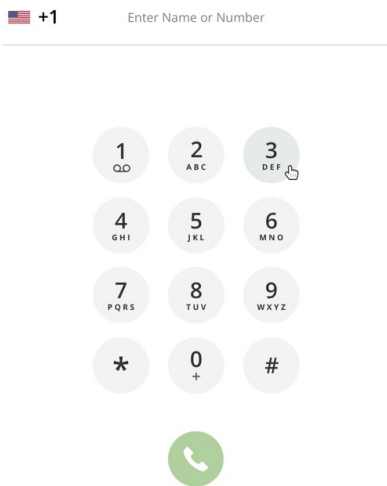 +1 Enter Name or Number
1 2 3
ABC DEF
4 5 6
GHI JKL MNO
7 8 9
PQRS TUV WXYZ
* 0 #
+